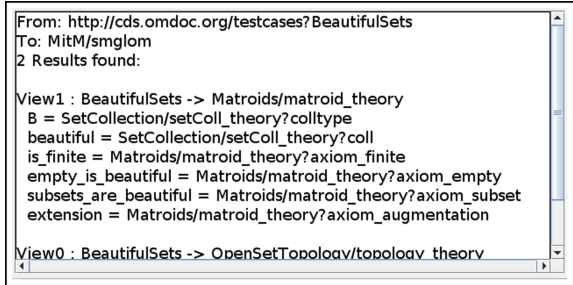 From: http://cds.omdoc.org/testcases?BeautifulSets
To: MitM/smglom
2 Results found:
View1 : BeautifulSets -> Matroids/matroid_theory
B = SetCollection/setColl_theory?colltype
beautiful = SetCollection/setColl_theory?coll
is_finite = Matroids/matroid_theory?axiom_finite
empty_is_beautiful = Matroids/matroid_theory?axiom_empty
subsets_are_beautiful = Matroids/matroid_theory?axiom_subset
extension = Matroids/matroid_theory?axiom_augmentation
View0 : BeautifulSets -> OpenSetTopology/topology_theory